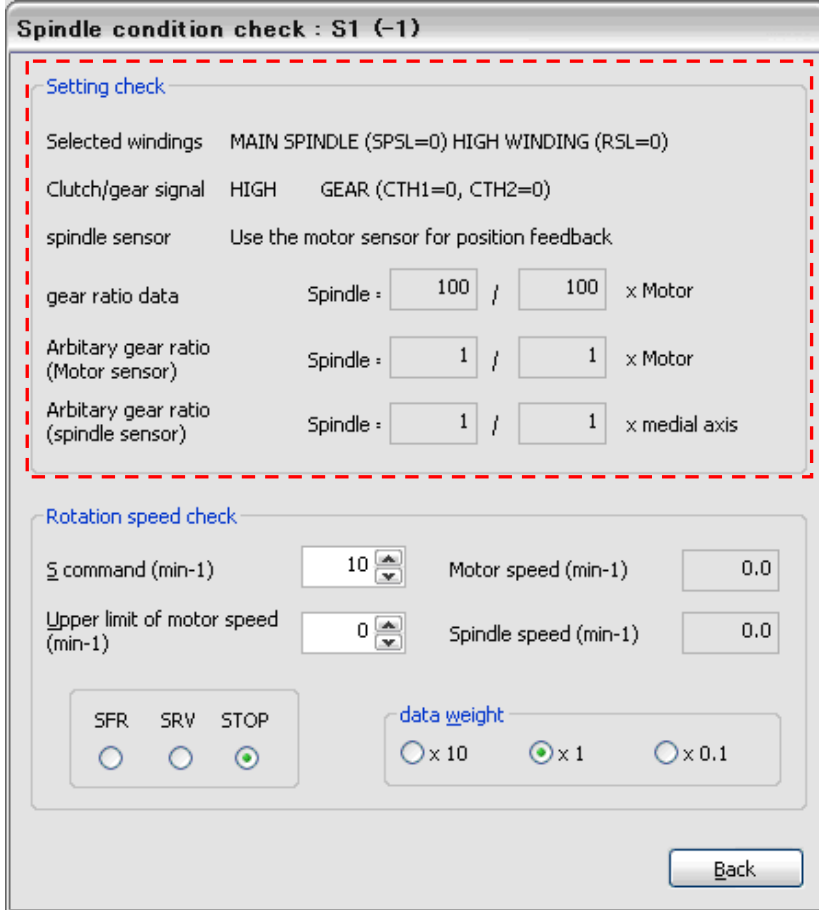 Spindle condition check : S1 (-1)
Setting check
Selected windings MAIN SPINDLE (SPSL=0) HIGH WINDING (RSL=0)
Clutch/gear signal HIGH GEAR (CTH1=0, CTH2=0)
spindle sensor Use the motor sensor for position feedback
gear ratio data Spindle : 100 / 100 x Motor
Arbitary gear ratio
(Motor sensor) Spindle : 1 / 1 x Motor
Arbitary gear ratio
(spindle sensor) Spindle : 1 / 1 x medial axis
Rotation speed check
S command (min-1) 10 Motor speed (min-1) 0.0
Upper limit of motor speed
(min-1) 0 Spindle speed (min-1) 0.0
SFR SRV STOP
data weight
x 10 x 1 x 0.1
Back